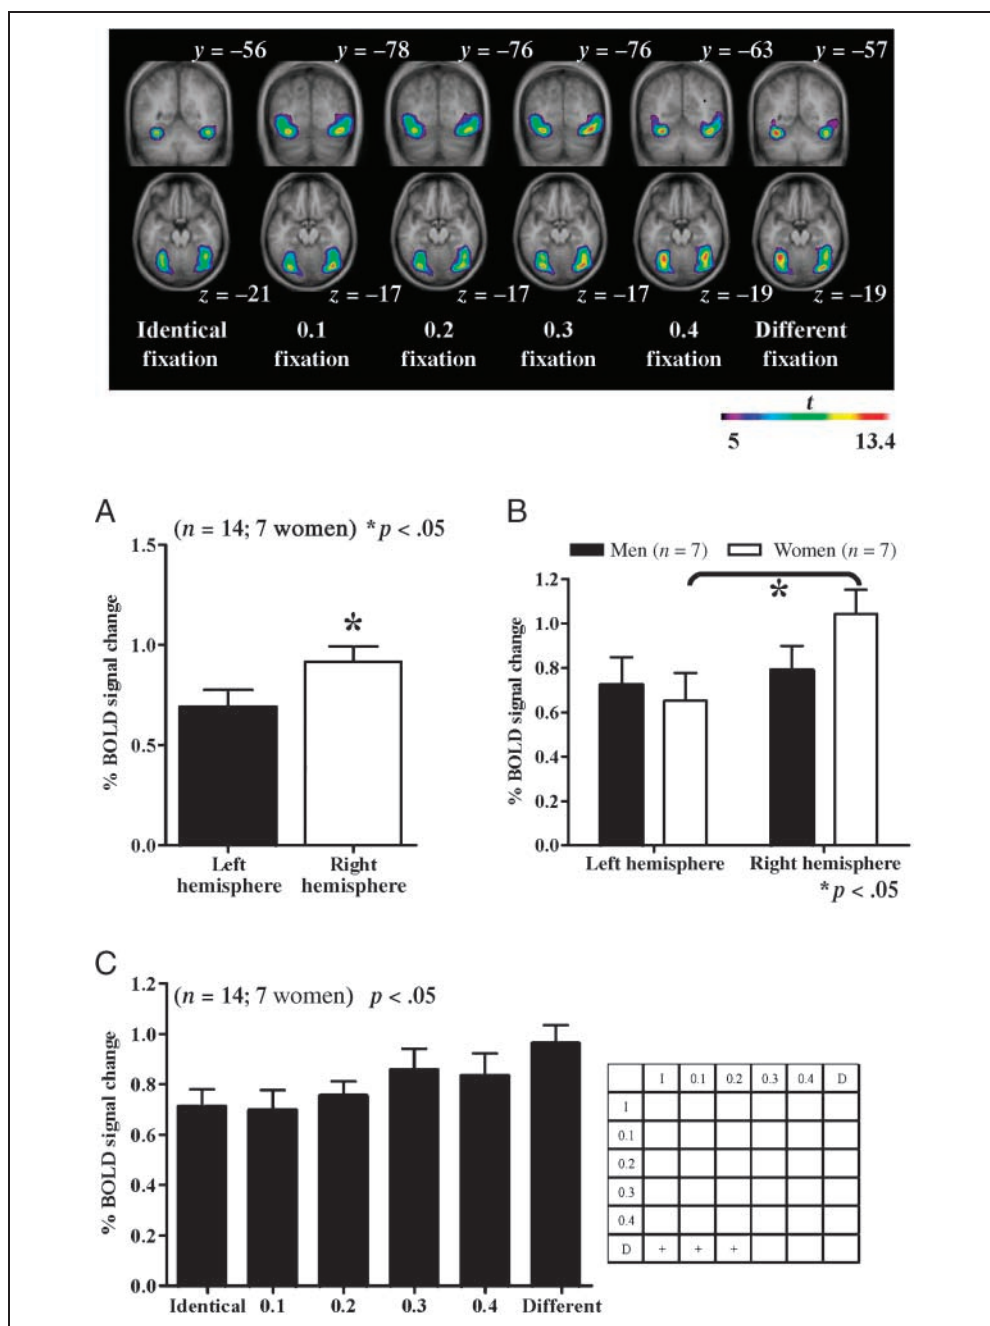 y = –56 y = –78 y = –76 y = –76 y = –63 y = –57
z = –21 z = –17 z = –17 z = –17 z = –19 z = –19
Identical 0.1 0.2 0.3 0.4 Different
fixation fixation fixation fixation fixation fixation
t
5 13.4
A
(n = 14; 7 women) *p < .05
1.5
1.0
0.5
0.0
% BOLD signal change
*
Left Right
hemisphere hemisphere
B
Men (n = 7) Women (n = 7)
1.2
1.0
0.8
0.6
0.4
0.2
0.0
% BOLD signal change
*
Left hemisphere Right hemisphere
*p < .05
C
(n = 14; 7 women) p < .05
1.2
1.0
0.8
0.6
0.4
0.2
0.0
% BOLD signal change
Identical 0.1 0.2 0.3 0.4 Different
I 0.1 0.2 0.3 0.4 D
I
0.1
0.2
0.3
0.4
D + + +